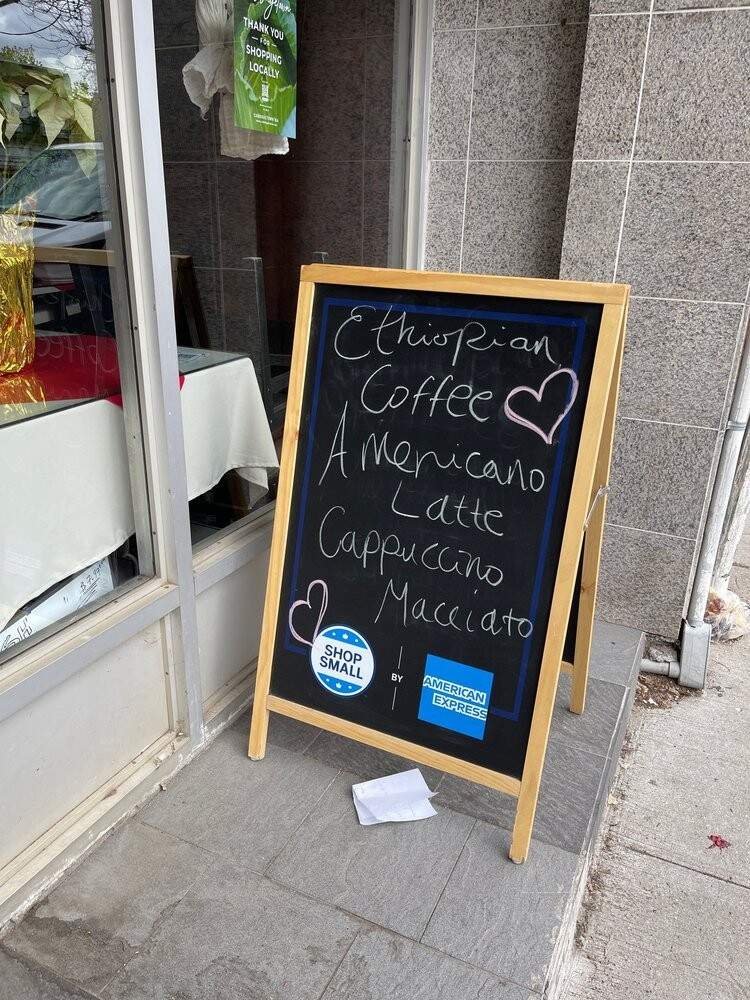 THANK YOU
FOR
SHOPPING
LOCALLY
Ethiopian
Coffee
Americano
Latte
Cappuccino
Macciato
SHOP
SMALL
BY
AMERICAN
EXPRESS